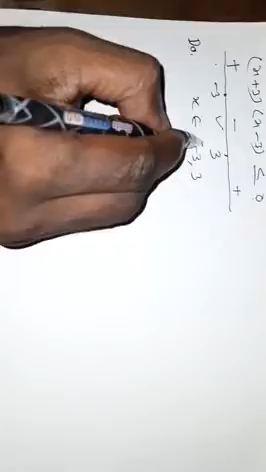 (x+3)(x-3) ≤ 0
+ - +
-3 ✓ 3
Do. x ∈ -3, 3